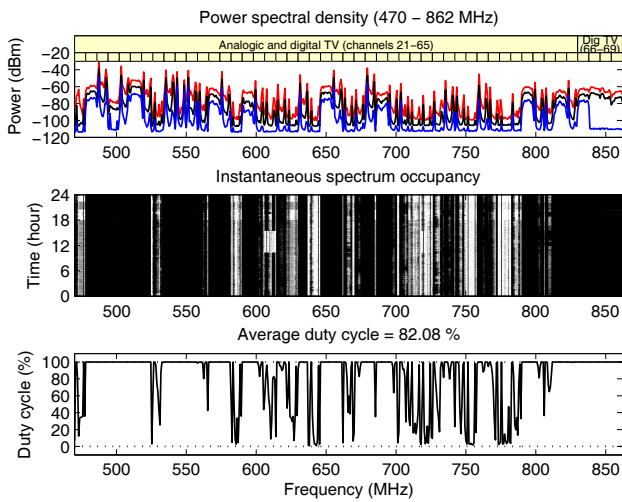 Power spectral density (470 – 862 MHz)
Analogic and digital TV (channels 21–65)
Dig TV
(66–69)
Power (dBm)
−20
−40
−60
−80
−100
−120
500 550 600 650 700 750 800 850
Instantaneous spectrum occupancy
Time (hour)
24
18
12
6
0
500 550 600 650 700 750 800 850
Average duty cycle = 82.08 %
Duty cycle (%)
100
80
60
40
20
0
500 550 600 650 700 750 800 850
Frequency (MHz)